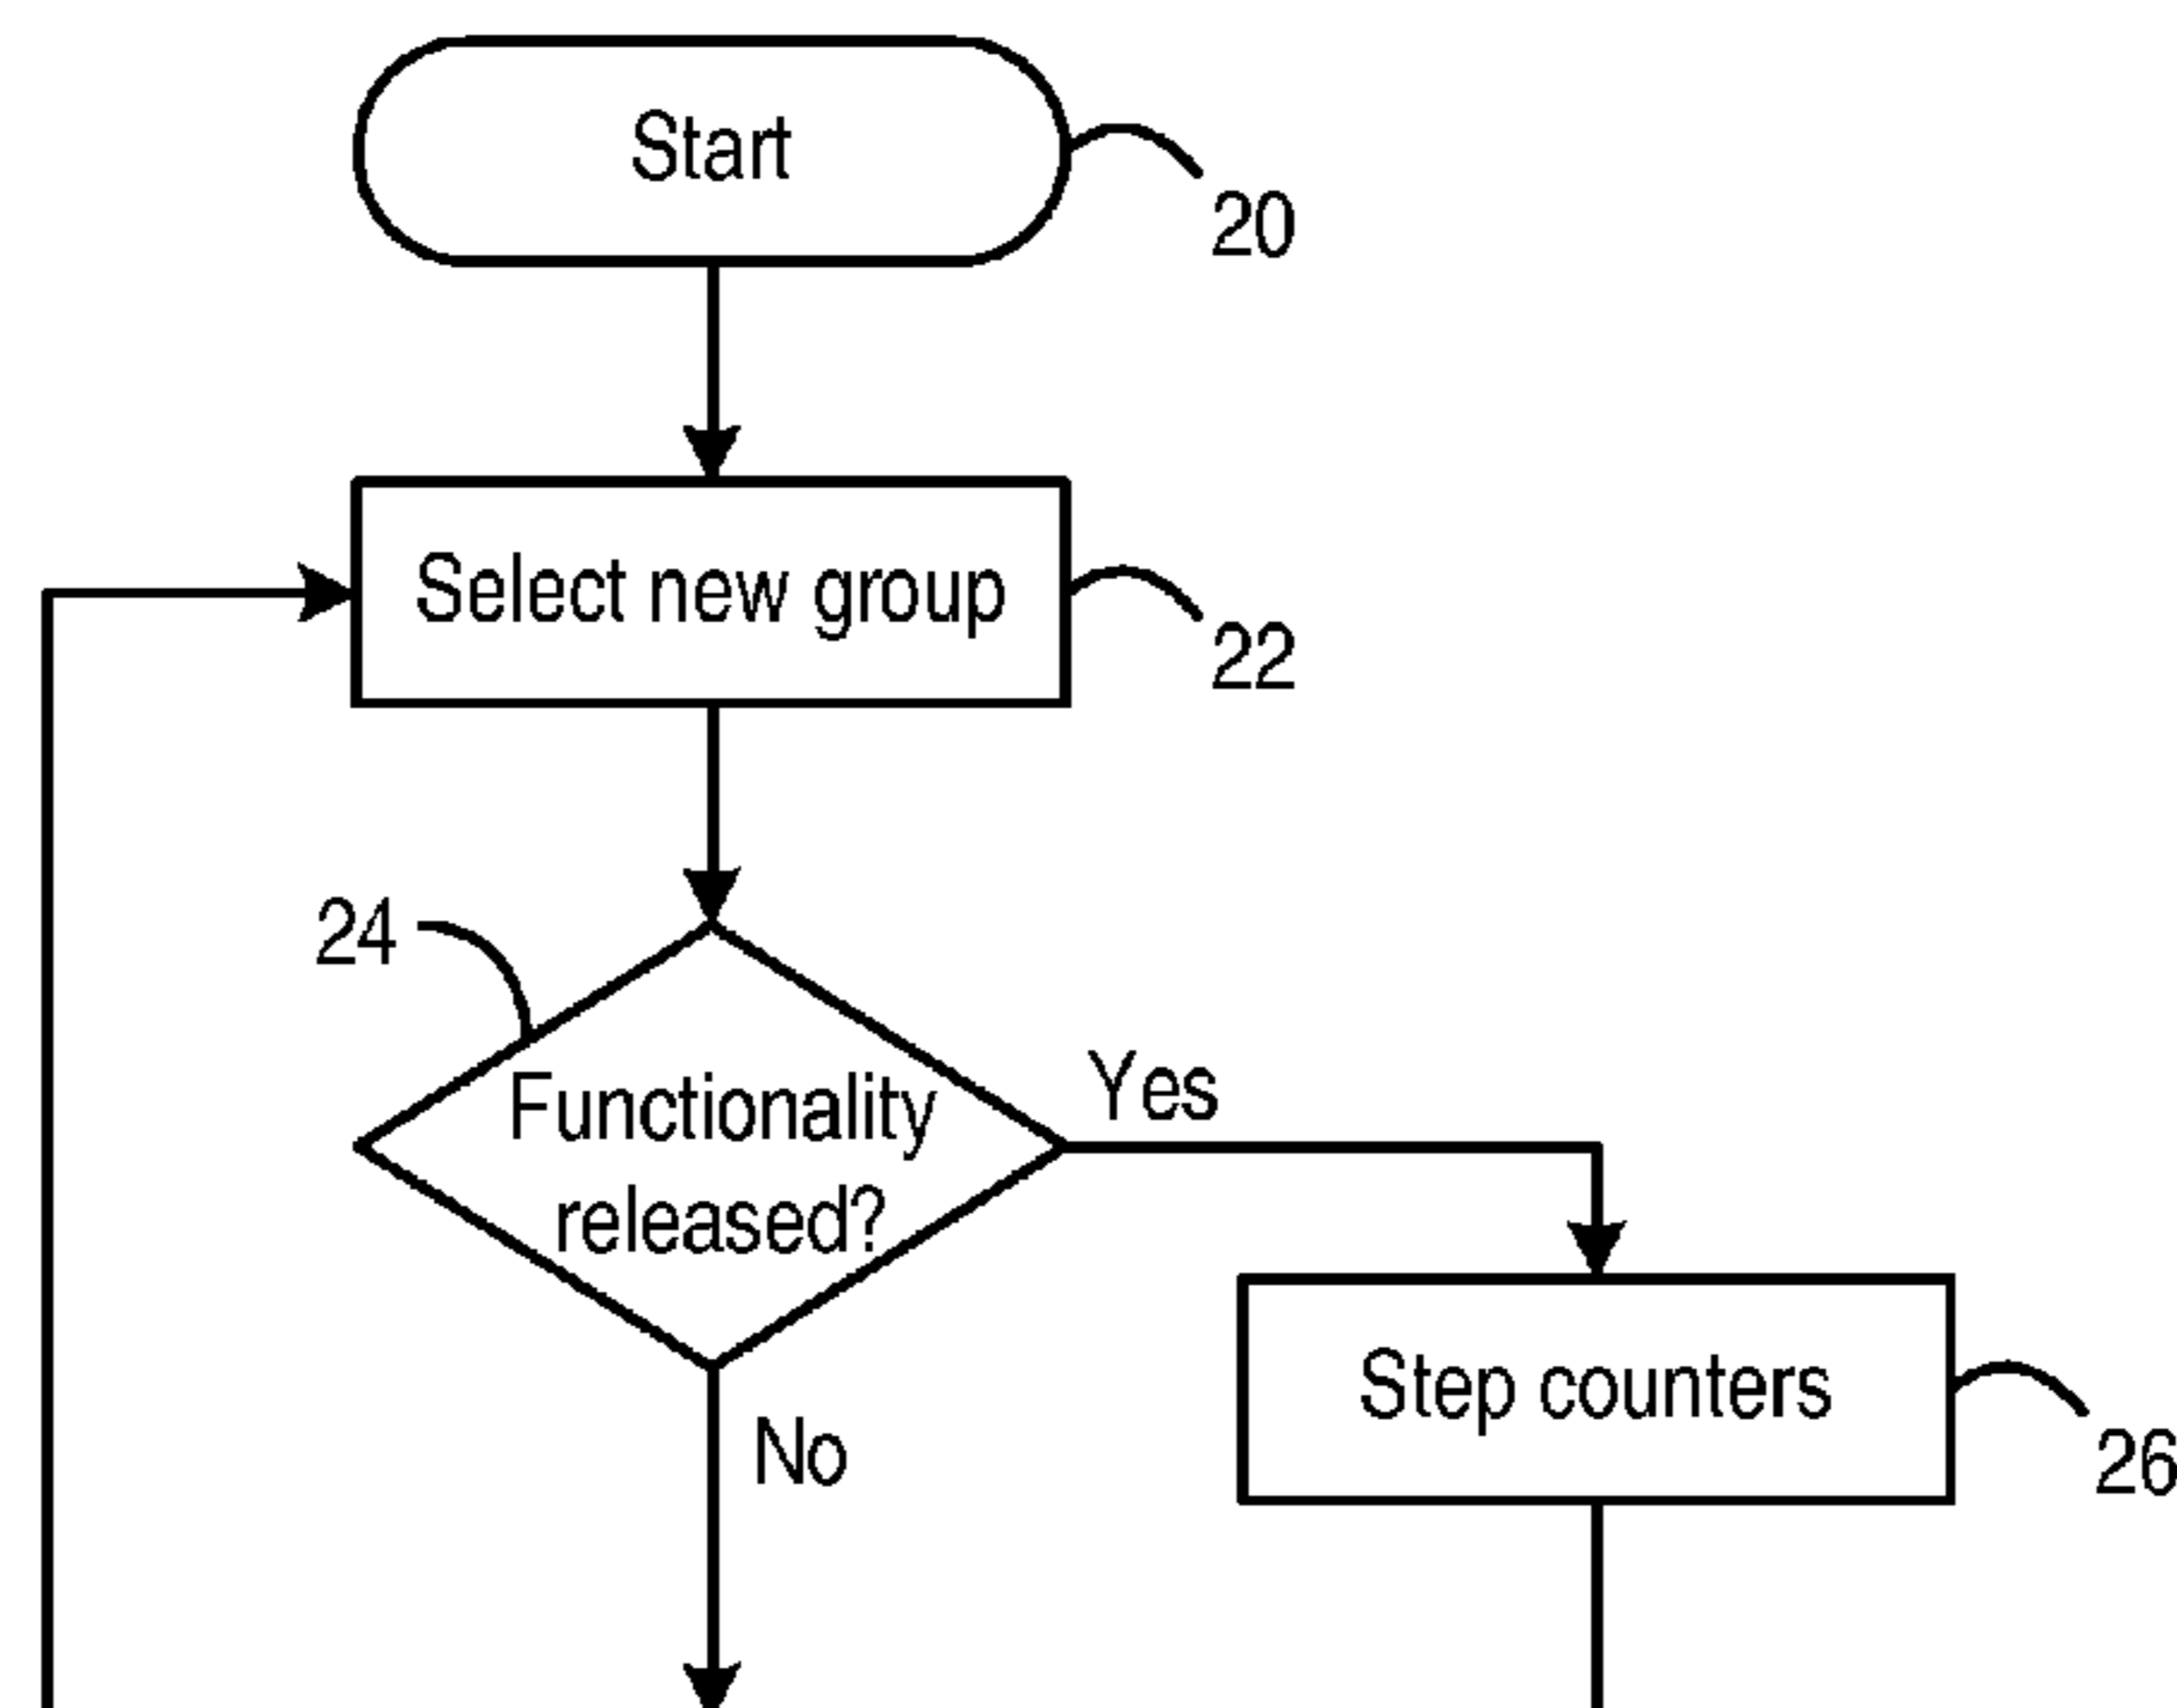 Start
20
Select new group
22
24
Functionality
released?
Yes
No
Step counters
26